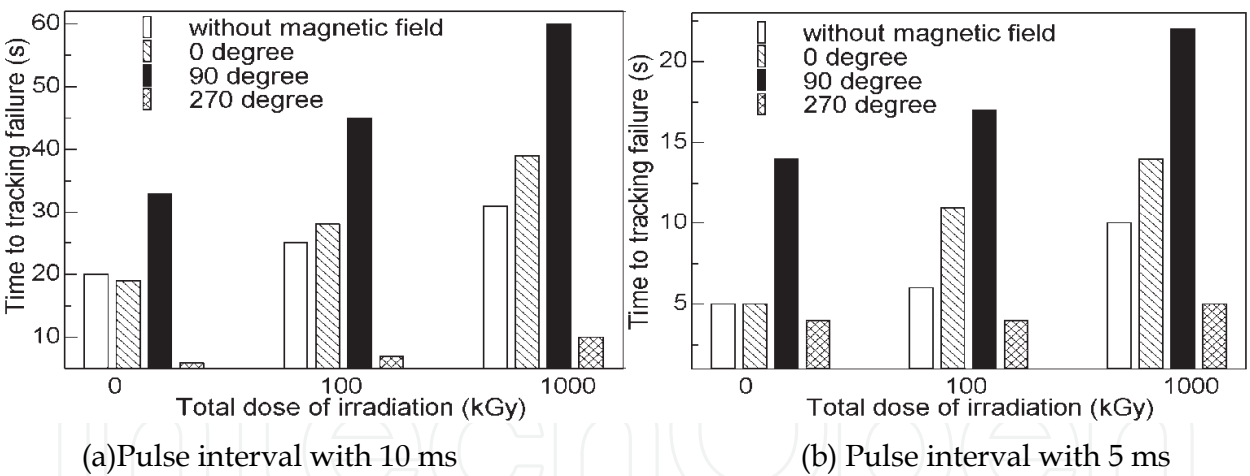 60
50
40
30
20
10
Time to tracking failure (s)
without magnetic field
0 degree
90 degree
270 degree
0
100
1000
Total dose of irradiation (kGy)
(a)Pulse interval with 10 ms
20
15
10
5
Time to tracking failure (s)
without magnetic field
0 degree
90 degree
270 degree
0
100
1000
Total dose of irradiation (kGy)
(b) Pulse interval with 5 ms